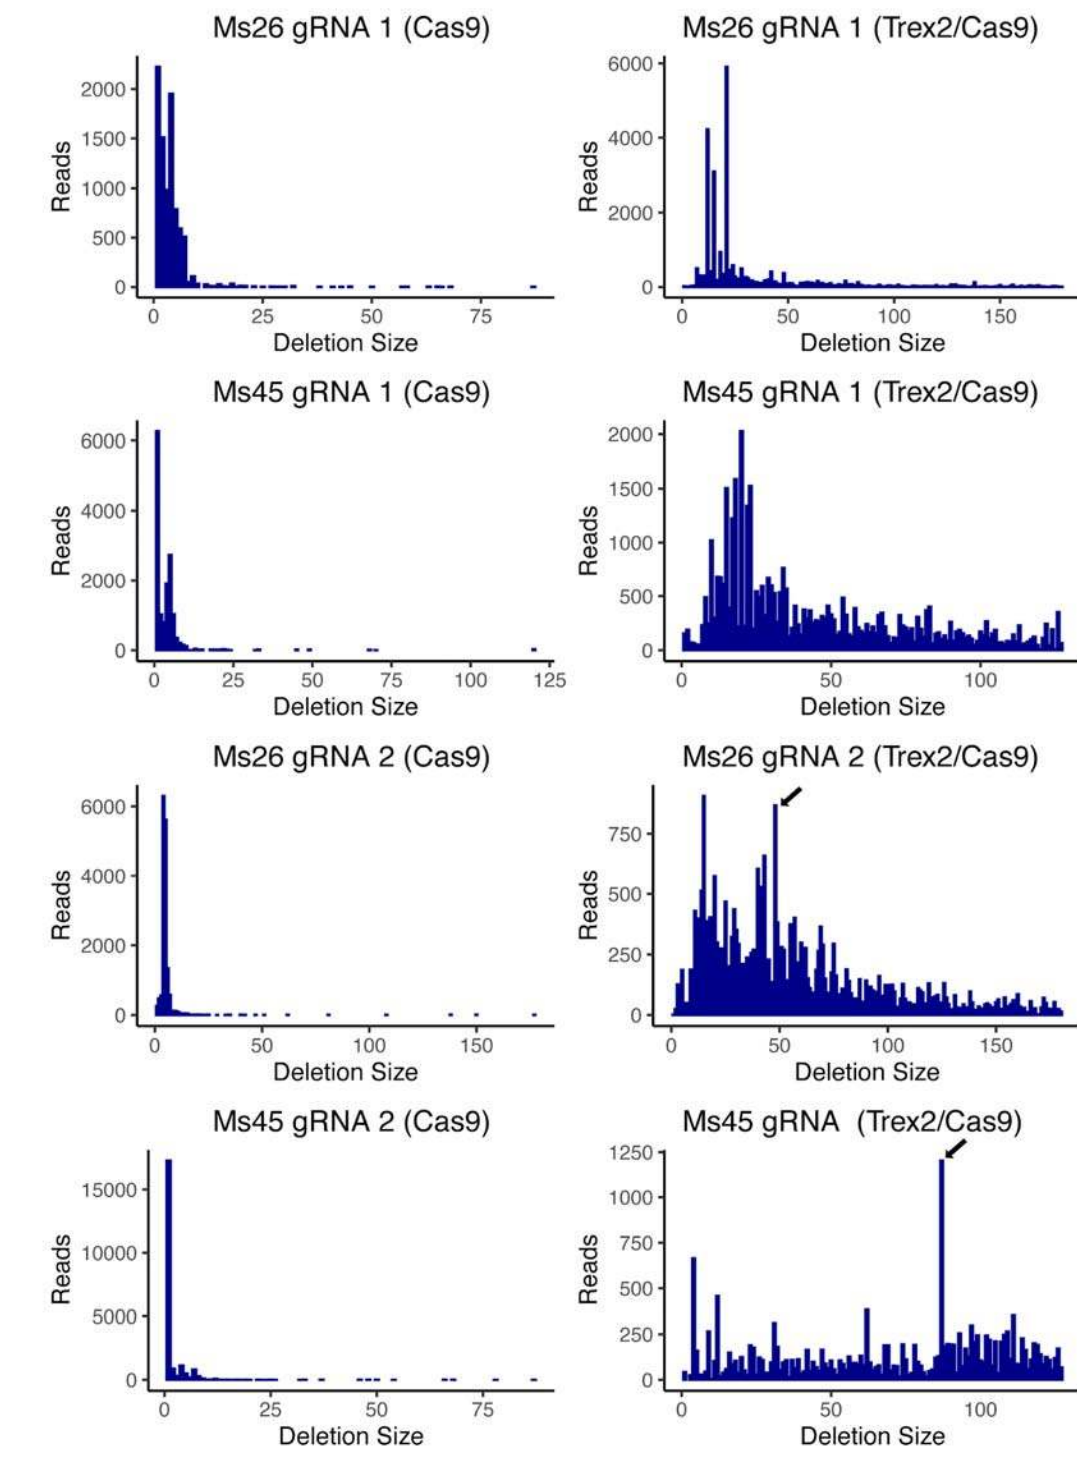 Ms26 gRNA 1 (Cas9)
Reads
2000
1500
1000
500
0
0 25 50 75
Deletion Size
Ms26 gRNA 1 (Trex2/Cas9)
Reads
6000
4000
2000
0
0 50 100 150
Deletion Size
Ms45 gRNA 1 (Cas9)
Reads
6000
4000
2000
0
0 25 50 75 100 125
Deletion Size
Ms45 gRNA 1 (Trex2/Cas9)
Reads
2000
1500
1000
500
0
0 50 100
Deletion Size
Ms26 gRNA 2 (Cas9)
Reads
6000
4000
2000
0
0 50 100 150
Deletion Size
Ms26 gRNA 2 (Trex2/Cas9)
Reads
750
500
250
0
0 50 100 150
Deletion Size
Ms45 gRNA 2 (Cas9)
Reads
15000
10000
5000
0
0 25 50 75
Deletion Size
Ms45 gRNA  (Trex2/Cas9)
Reads
1250
1000
750
500
250
0
0 50 100
Deletion Size